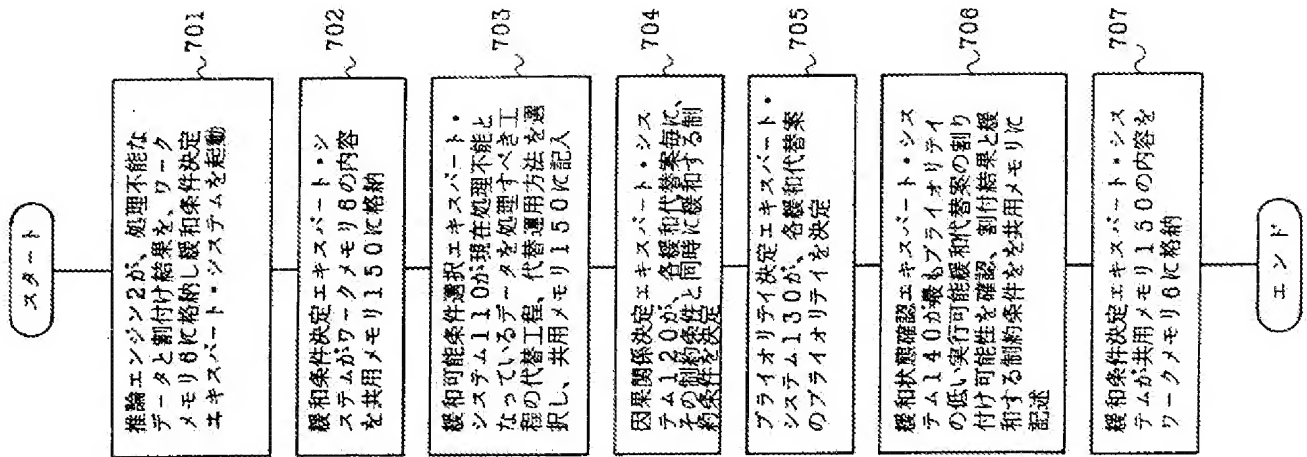 スタート
推論エンジン2が、処理不能な
データと割付け結果を、ワーク
メモリ6に格納し緩和条件決定
エキスパート・システムを起動
701
緩和条件決定エキスパート・シ
ステムがワークメモリ6の内容
を共用メモリ150に格納
702
緩和可能条件選択エキスパート・
システム110が現在処理不能と
なっているデータを処理すべき工
程の代替工程、代替運用方法を選
択し、共用メモリ150に記入
703
因果関係決定エキスパート・シス
テム120が、各緩和代替案毎に、
その制約条件と同時に緩和する制
約条件を決定
704
プライオリティ決定エキスパート・
システム130が、各緩和代替案
のプライオリティを決定
705
緩和状態確認エキスパート・シス
テム140が最もプライオリティ
の低い実行可能緩和代替案の割り
付け可能性を確認、割付結果と緩
和する制約条件をを共用メモリに
記述
706
緩和条件決定エキスパート・シス
テムが共用メモリ150の内容を
ワークメモリ6に格納
707
エンド